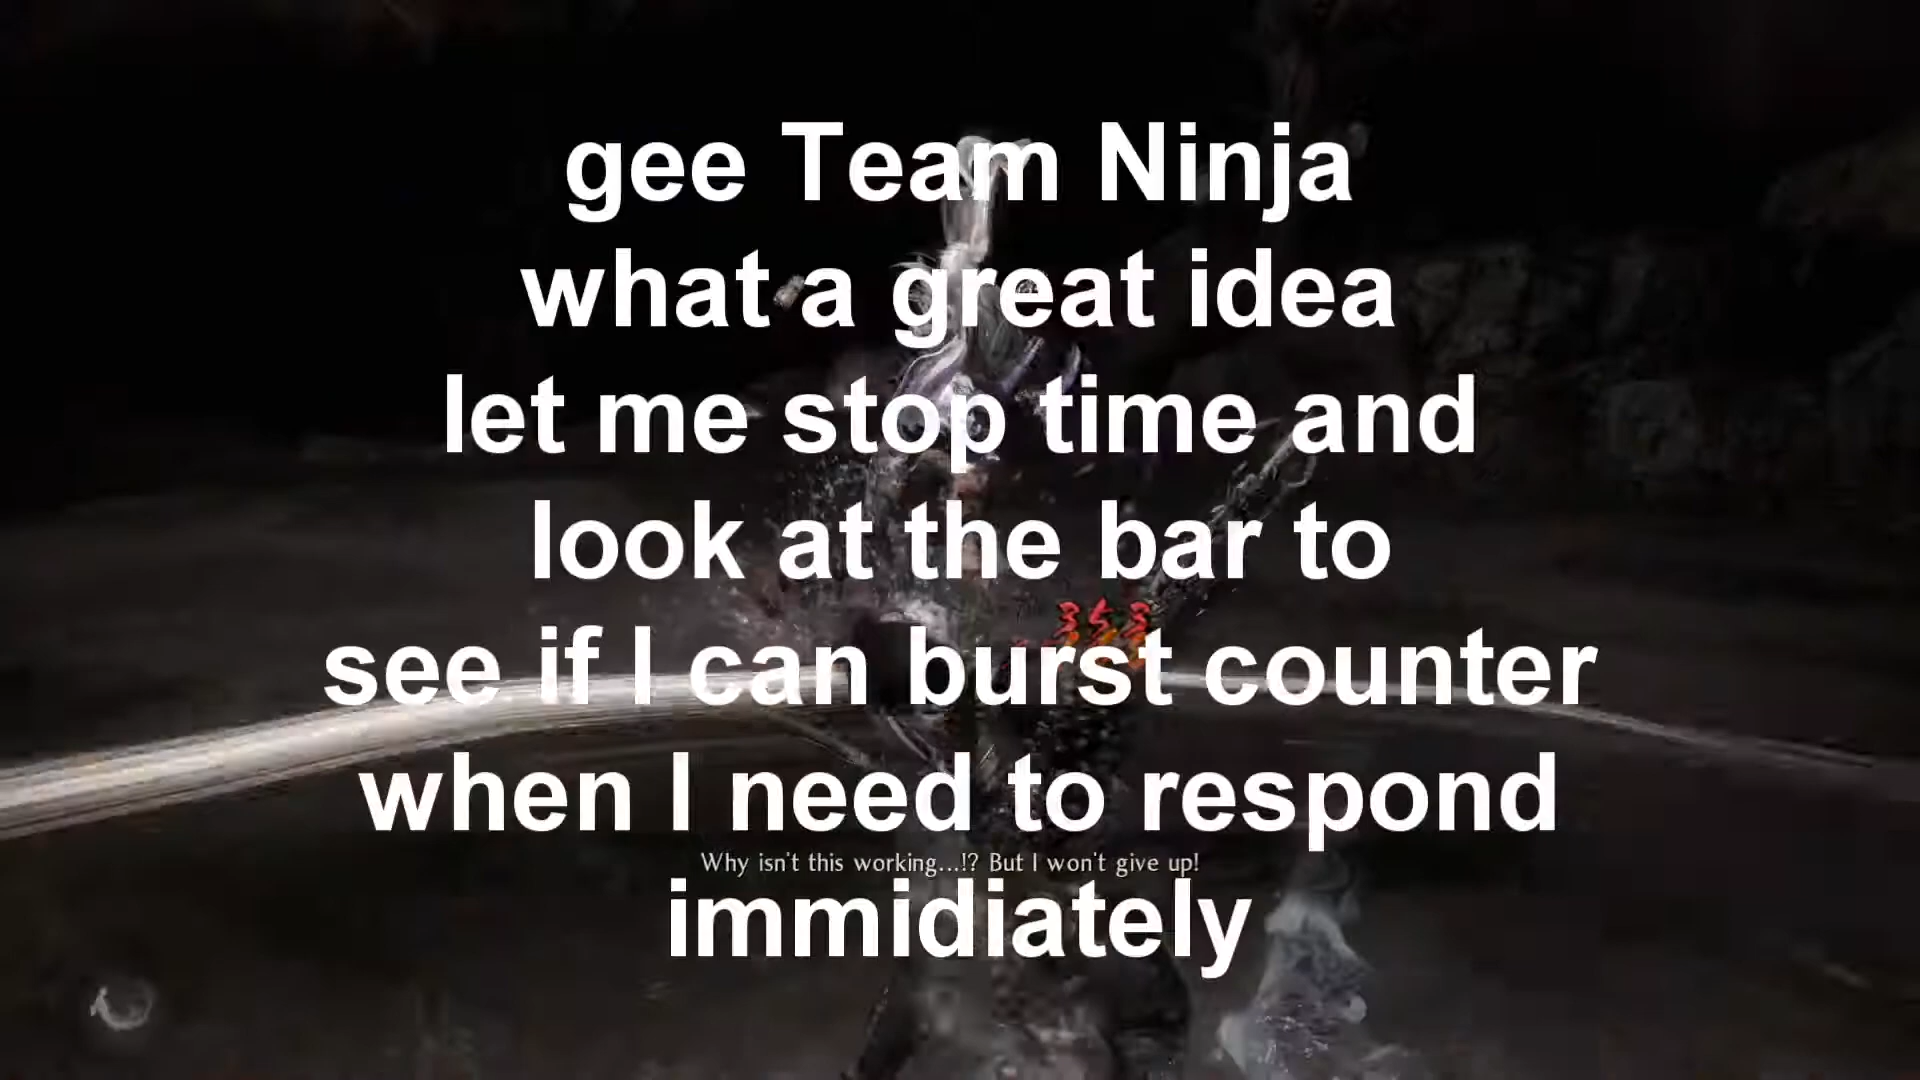 gee Team Ninja
what a great idea
let me stop time and
look at the bar to
see if I can burst counter
when I need to respond
Why isn't this working...!? But I won't give up!
immidiately